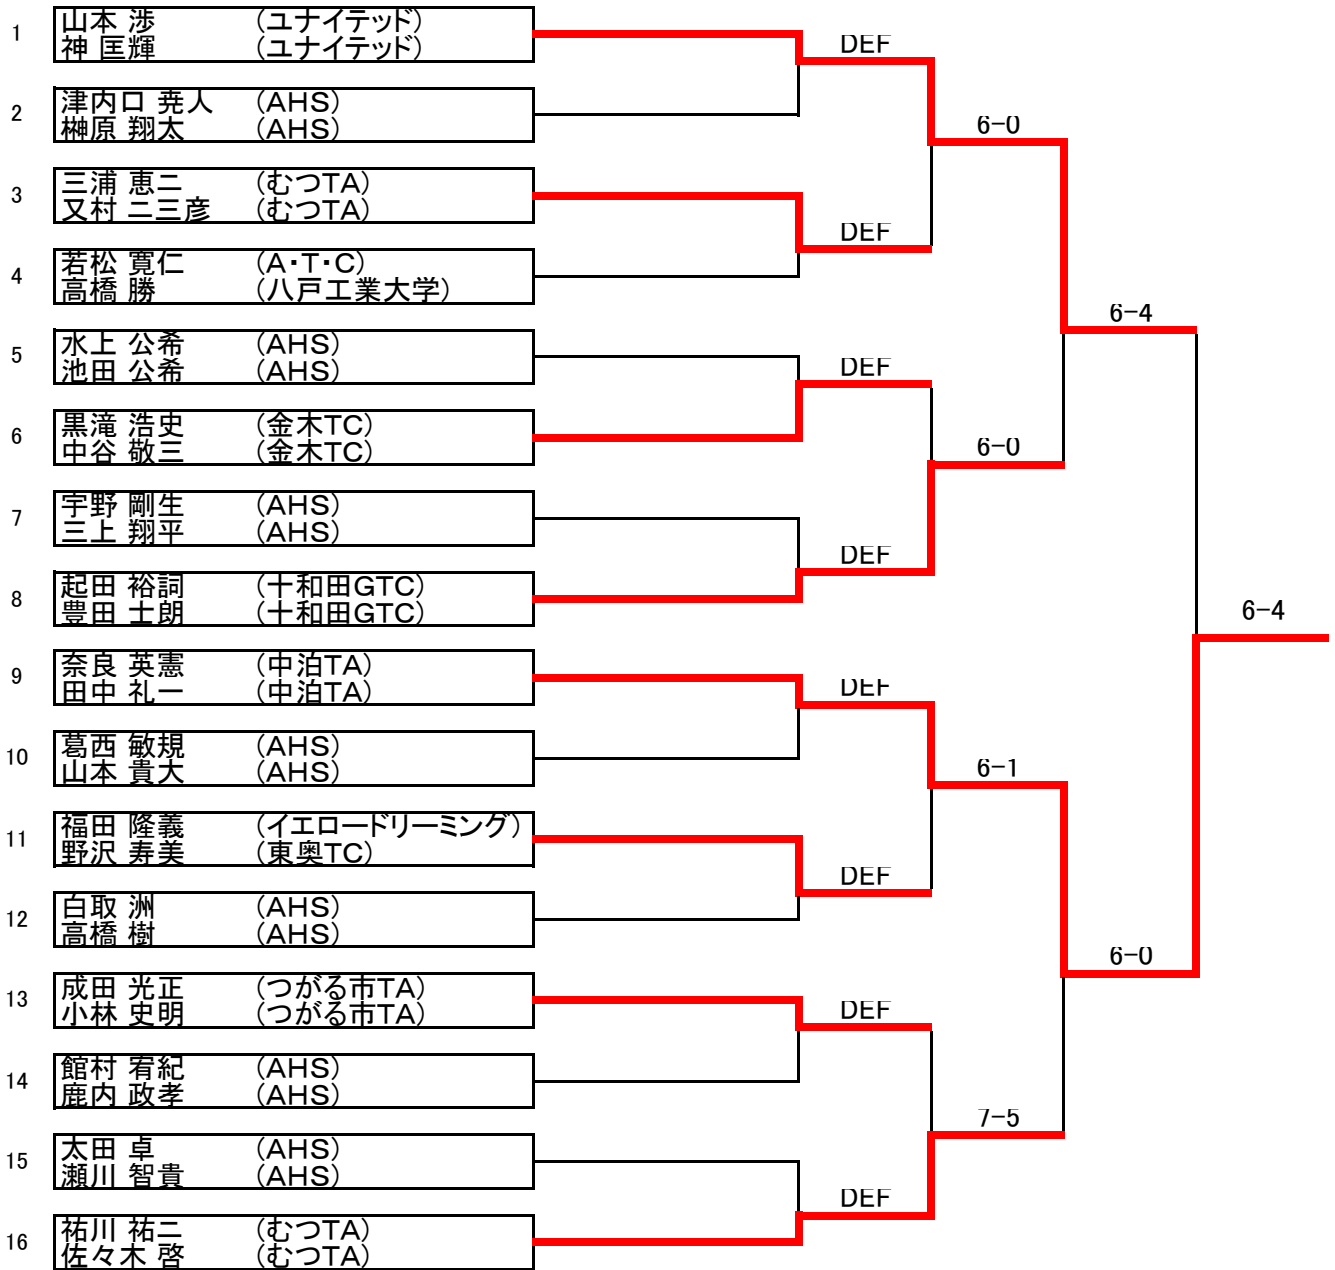 1 山本 渉 (ユナイテッド)
神 匡輝 (ユナイテッド)
DEF
2 津内口 尭人 (AHS)
榊原 翔太 (AHS)
6-0
3 三浦 恵二 (むつTA)
又村 二三彦 (むつTA)
DEF
4 若松 寛仁 (A・T・C)
高橋 勝 (八戸工業大学)
6-4
5 水上 公希 (AHS)
池田 公希 (AHS)
DEF
6 黒滝 浩史 (金木TC)
中谷 敬三 (金木TC)
6-0
7 宇野 剛生 (AHS)
三上 翔平 (AHS)
DEF
8 起田 裕詞 (十和田GTC)
豊田 士朗 (十和田GTC)
6-4
9 奈良 英憲 (中泊TA)
田中 礼一 (中泊TA)
DEF
10 葛西 敏規 (AHS)
山本 貴大 (AHS)
6-1
11 福田 隆義 (イエロードリーミング)
野沢 寿美 (東奥TC)
DEF
12 白取 洲 (AHS)
高橋 樹 (AHS)
6-0
13 成田 光正 (つがる市TA)
小林 史明 (つがる市TA)
DEF
14 館村 宥紀 (AHS)
鹿内 政孝 (AHS)
7-5
15 太田 卓 (AHS)
瀬川 智貴 (AHS)
DEF
16 祐川 祐二 (むつTA)
佐々木 啓 (むつTA)